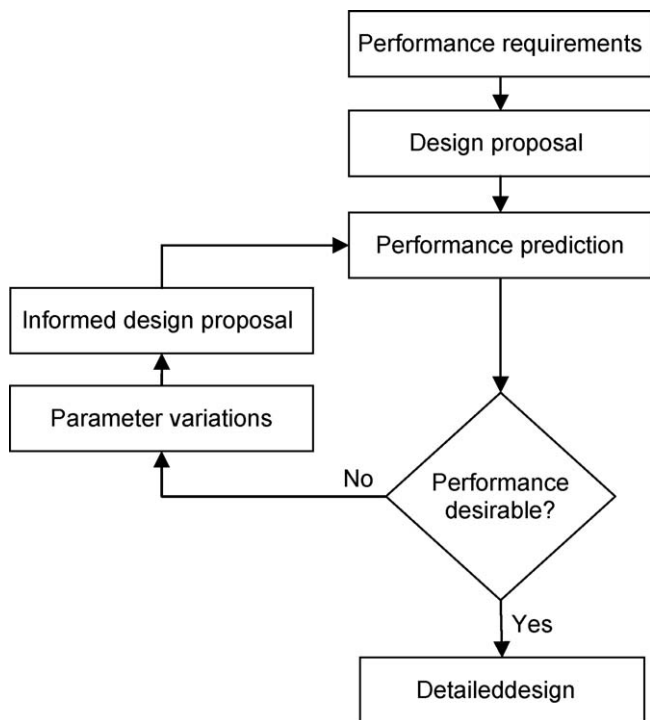 Performance requirements
Design proposal
Performance prediction
Informed design proposal
Parameter variations
No
Performance
desirable?
Yes
Detaileddesign